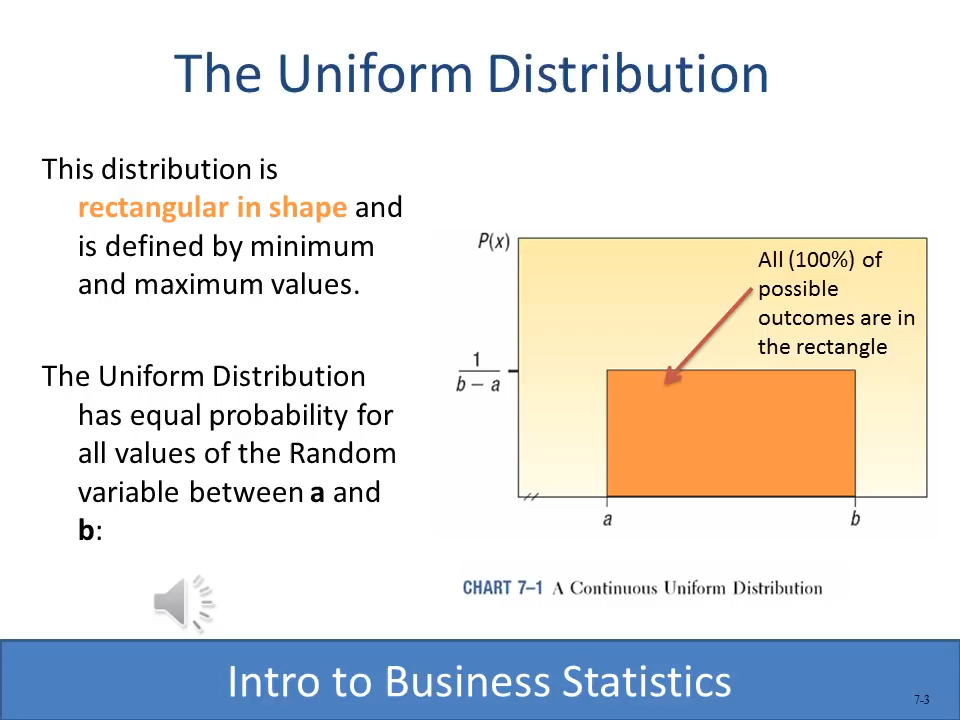 The Uniform Distribution
This distribution is
rectangular in shape and
is defined by minimum
and maximum values.
The Uniform Distribution
has equal probability for
all values of the Random
variable between a and
b:
P(x)
All (100%) of
possible
outcomes are in
the rectangle
1
b – a
a
b
CHART 7–1 A Continuous Uniform Distribution
Intro to Business Statistics
7-3